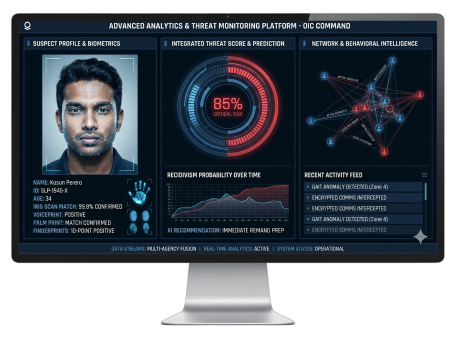 ADVANCED ANALYTICS & THREAT MONITORING PLATFORM - OIC COMMAND
SUSPECT PROFILE & BIOMETRICS
NAME: Kasun Perera
ID: SLP-1945-X
AGE: 34
IRIS SCAN MATCH: 99.8% CONFIRMED
VOICEPRINT: POSITIVE
PALM PRINT: MATCH CONFIRMED
FINGERPRINTS: 10-POINT POSITIVE
INTEGRATED THREAT SCORE & PREDICTION
85%
CRITICAL RISK
RECIDIVISM PROBABILITY OVER TIME
AI RECOMMENDATION: IMMEDIATE REMAND PREP
NETWORK & BEHAVIORAL INTELLIGENCE
RECENT ACTIVITY FEED
GAIT ANOMALY DETECTED (Zone 4)
ENCRYPTED COMMS INTERCEPTED
ENCRYPTED COMMS INTERCEPTED
GAIT ANOMALY DETECTED (Zone 4)
ENCRYPTED COMMS INTERCEPTED
DATA STREAMS: MULTI-AGENCY FUSION | REAL-TIME ANALYTICS: ACTIVE | SYSTEM STATUS: OPERATIONAL